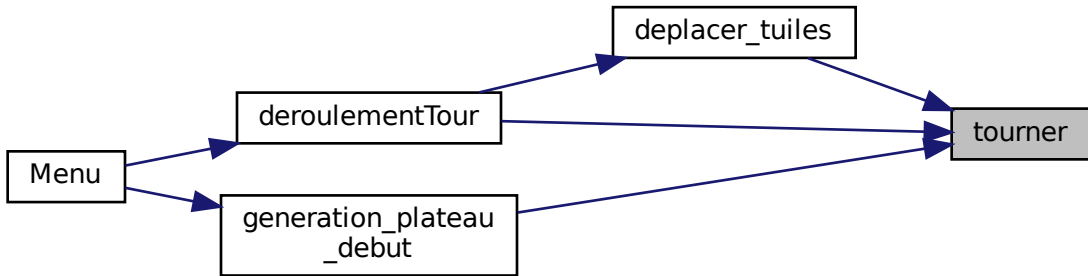 deplacer_tuiles
deroulementTour
tourner
Menu
generation_plateau
_debut